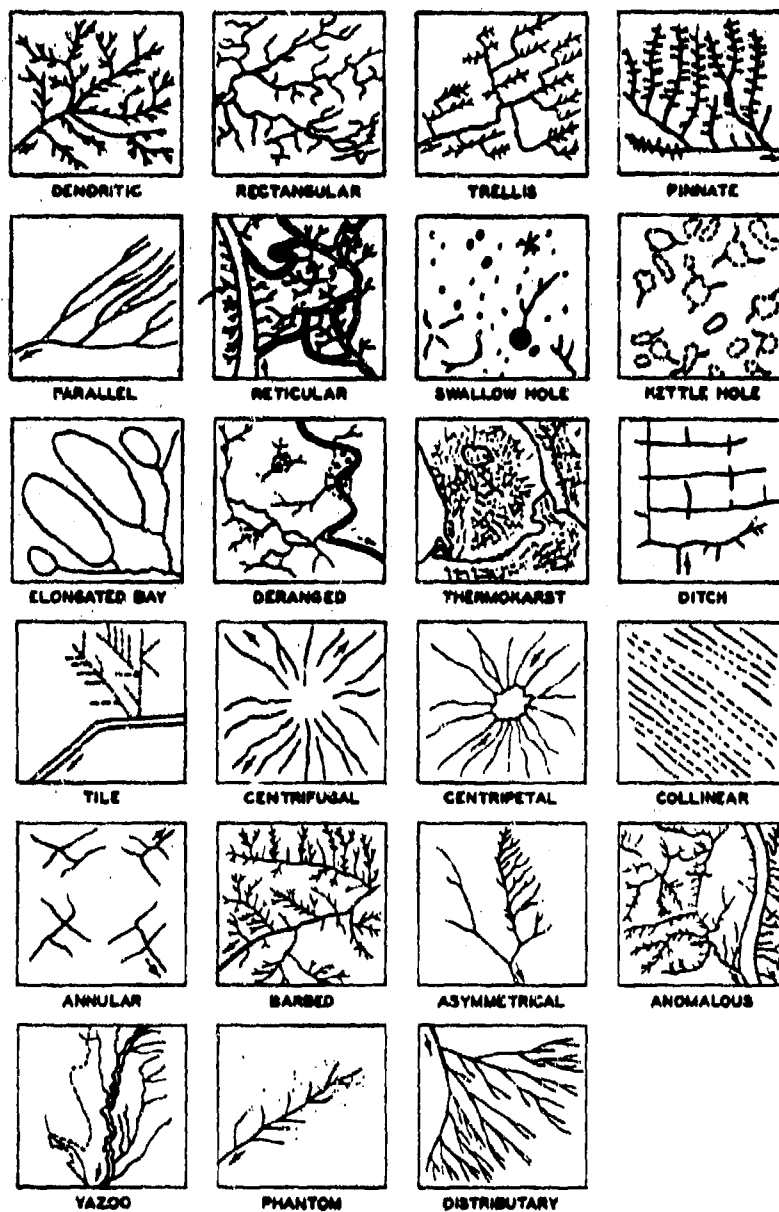 DENDRITIC RECTANGULAR TRELLIS PINNATE
PARALLEL RETICULAR SWALLOW HOLE KETTLE HOLE
ELONGATED BAY DERANGED THERMOKARST DITCH
TILE CENTRIFUGAL CENTRIPETAL COLLINEAR
ANNULAR BARBED ASYMMETRICAL ANOMALOUS
YAZOO PHANTOM DISTRIBUTARY